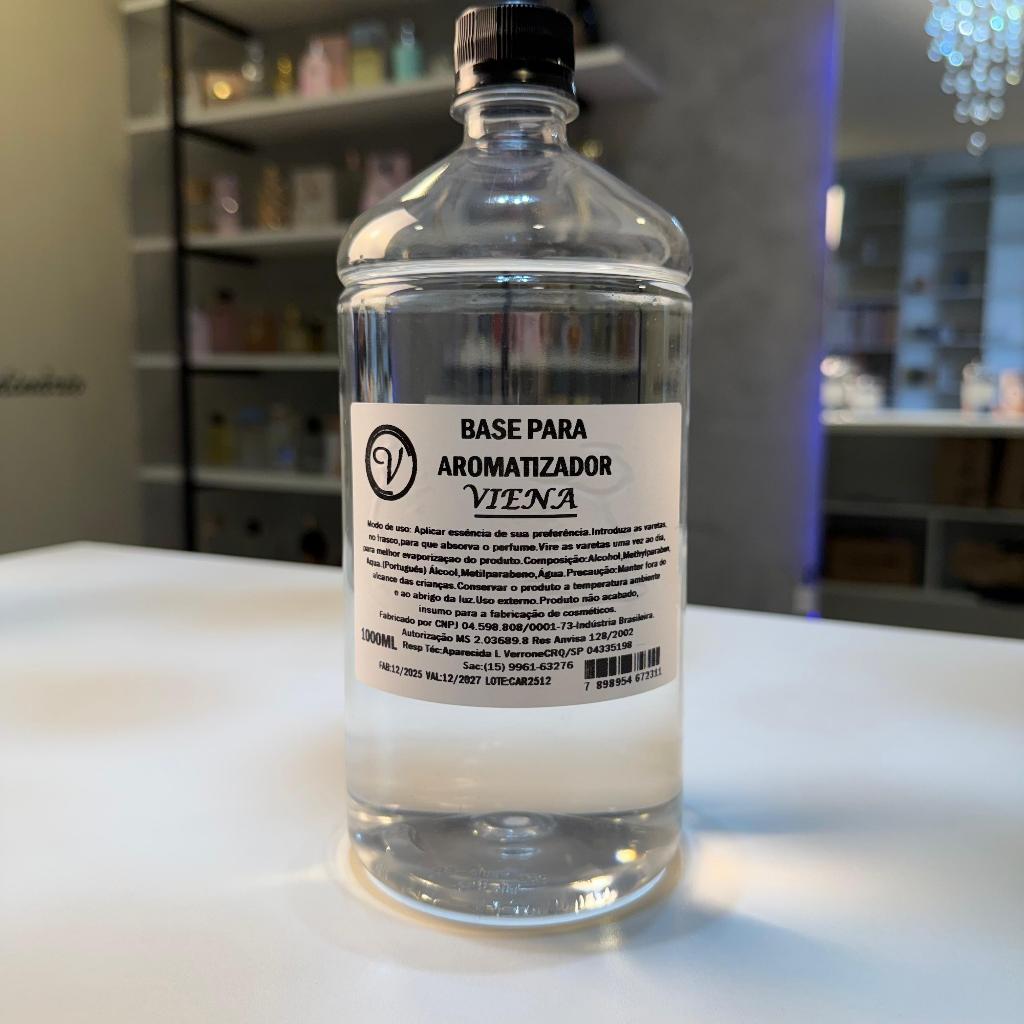 V
BASE PARA
AROMATIZADOR
VIENA
Modo de uso: Aplicar essência de sua preferência.Introduza as varetas,
no frasco,para que absorva o perfume.Vire as varetas uma vez ao dia,
para melhor evaporizaçao do produto.Composição:Alcohol,Methylparaben,
Aqua.(Português) Álcool,Metilparabeno,Água.Precaução:Manter fora do
alcance das crianças.Conservar o produto a temperatura ambiente
e ao abrigo da luz.Uso externo.Produto não acabado,
insumo para a fabricação de cosméticos.
Fabricado por CNPJ 04.598.808/0001-73-Indústria Brasileira.
Autorização MS 2.03689.8 Res Anvisa 128/2002
1000ML
Resp Téc:Aparecida L VerroneCRQ/SP 04335198
Sac:(15) 9961-63276
FAB:12/2025 VAL:12/2027 LOTE:CAR2512
7 898954 672311